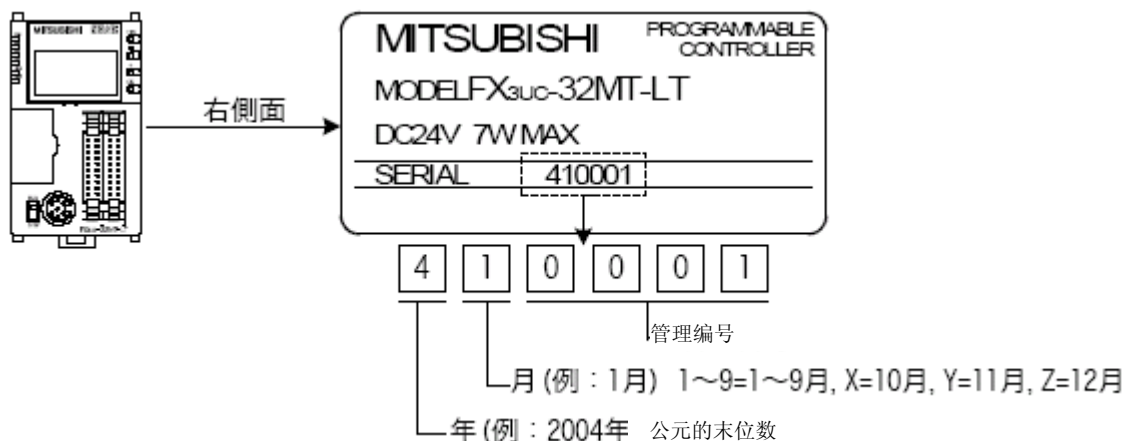 MITSUBISHI
PROGRAMMABLE
CONTROLLER
MODELFX3UC-32MT-LT
DC24V 7W MAX
SERIAL 410001
右側面
4 1 0 0 0 1
管理编号
月(例：1月) 1～9=1～9月, X=10月, Y=11月, Z=12月
年(例：2004年 公元的末位数